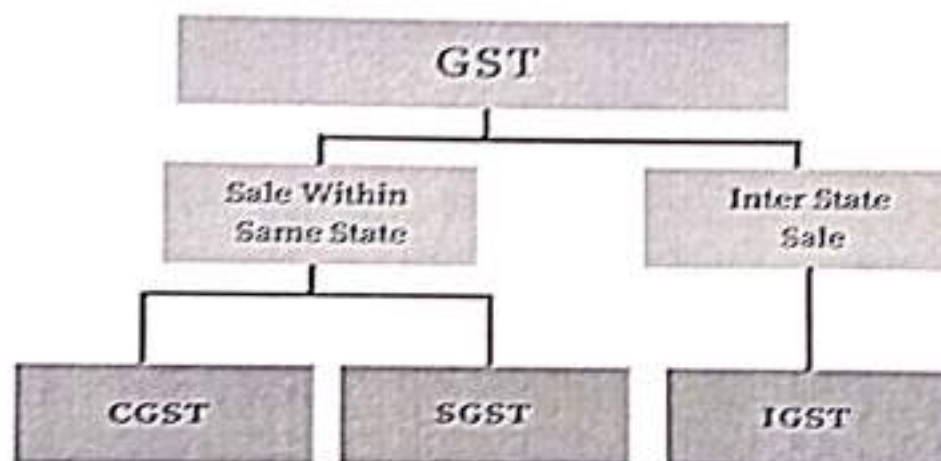 GST
Sale Within
Same State
Inter State
Sale
CGST
SGST
IGST